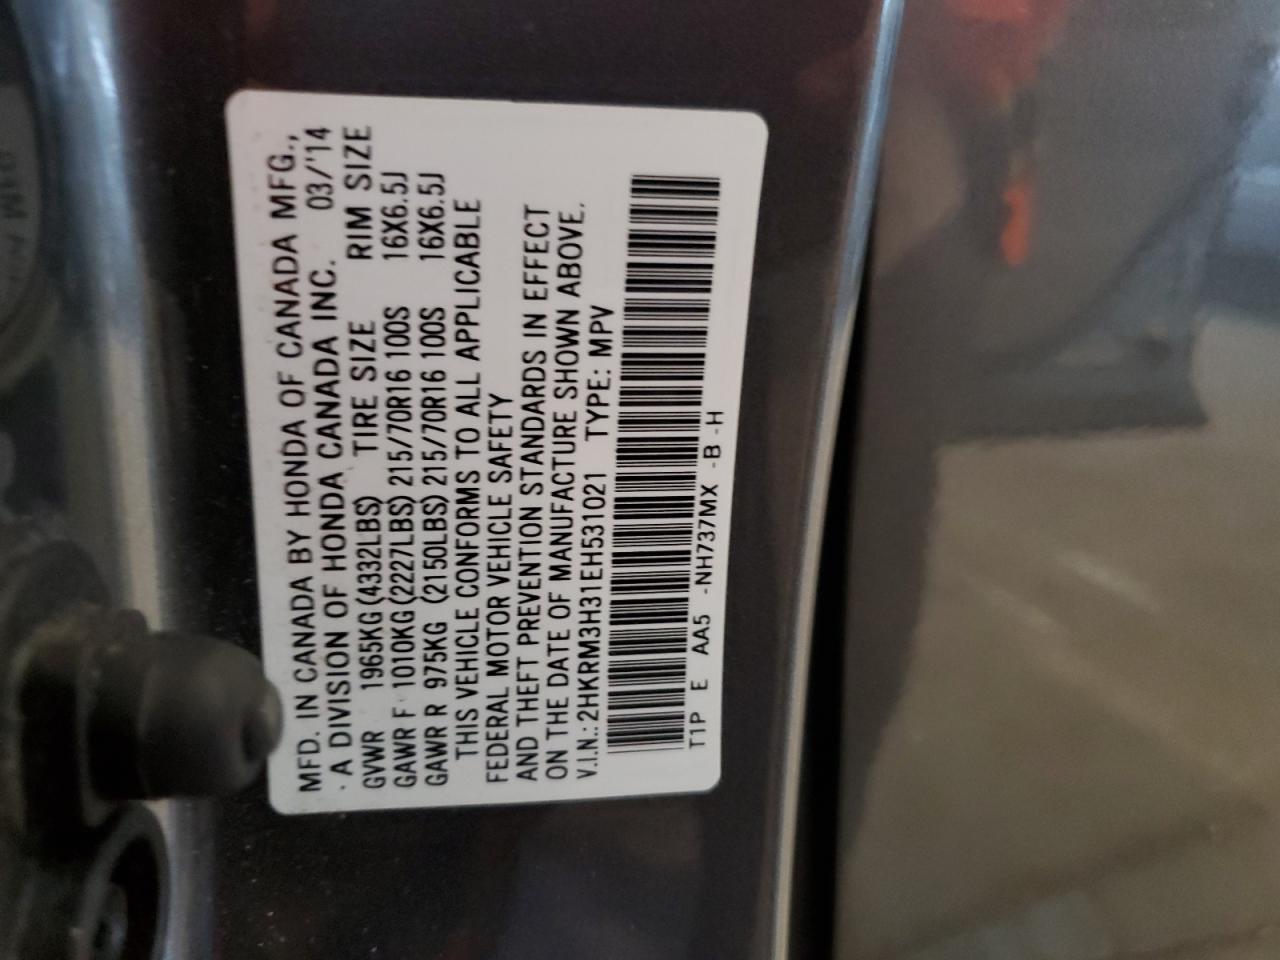 MFD. IN CANADA BY HONDA OF CANADA MFG.,
A DIVISION OF HONDA CANADA INC. 03/'14
GVWR 1965KG (4332LBS) TIRE SIZE RIM SIZE
GAWR F 1010KG (2227LBS) 215/70R16 100S 16X6.5J
GAWR R 975KG (2150LBS) 215/70R16 100S 16X6.5J
THIS VEHICLE CONFORMS TO ALL APPLICABLE
FEDERAL MOTOR VEHICLE SAFETY
AND THEFT PREVENTION STANDARDS IN EFFECT
ON THE DATE OF MANUFACTURE SHOWN ABOVE.
V.I.N.: 2HKRM3H31EH531021 TYPE: MPV
T1P E AA5 -NH737MX -B -H